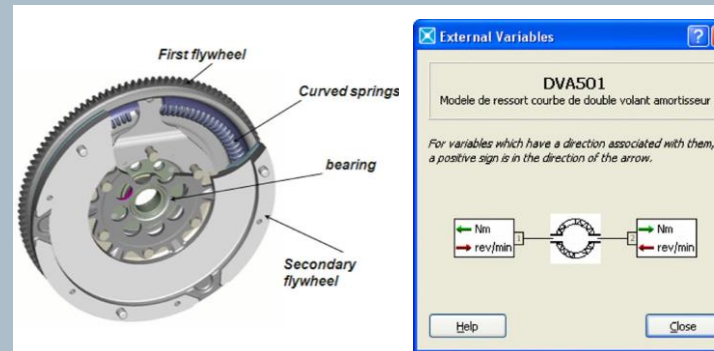 First flywheel
Curved springs
bearing
Secondary
flywheel
External Variables
?
DVA501
Modele de ressort courbe de double volant amortisseur
For variables which have a direction associated with them,
a positive sign is in the direction of the arrow.
Nm
rev/min
1
2
Nm
rev/min
Help
Close